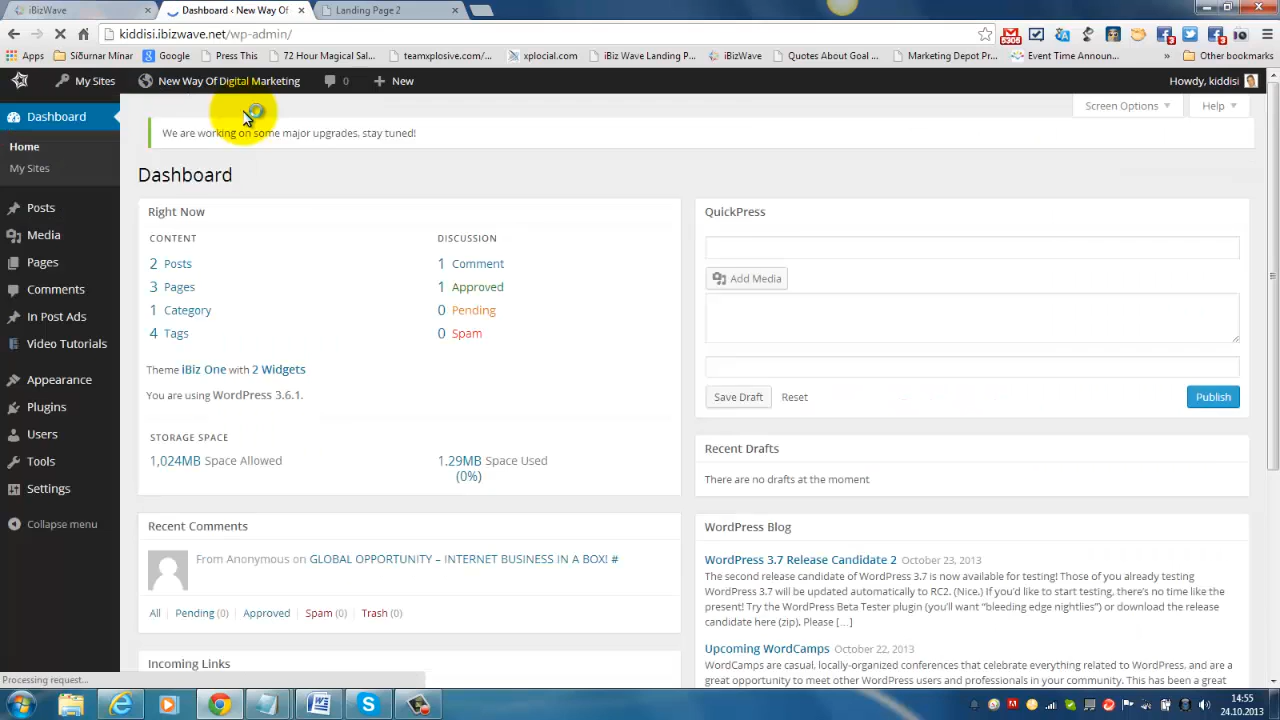 iBizWave
Dashboard ‹ New Way Of
Landing Page 2
kiddisi.ibizwave.net/wp-admin/
Apps
Siðurnar Minar
Google
Press This
72 Hour Magical Sal...
teamxplosive.com/...
xplocial.com/
iBiz Wave Landing P...
iBizWave
Quotes About Goal ...
Marketing Depot Pr...
Event Time Announ...
Other bookmarks
My Sites
New Way Of Digital Marketing
0
New
Howdy, kiddisi
Dashboard
Home
My Sites
Posts
Media
Pages
Comments
In Post Ads
Video Tutorials
Appearance
Plugins
Users
Tools
Settings
Collapse menu
Screen Options
Help
We are working on some major upgrades, stay tuned!
Dashboard
Right Now
CONTENT
2 Posts
3 Pages
1 Category
4 Tags
DISCUSSION
1 Comment
1 Approved
0 Pending
0 Spam
Theme iBiz One with 2 Widgets
You are using WordPress 3.6.1.
STORAGE SPACE
1,024MB Space Allowed
1.29MB Space Used
(0%)
Recent Comments
From Anonymous on GLOBAL OPPORTUNITY – INTERNET BUSINESS IN A BOX! #
All
Pending (0)
Approved
Spam (0)
Trash (0)
Incoming Links
QuickPress
Add Media
Save Draft
Reset
Publish
Recent Drafts
There are no drafts at the moment
WordPress Blog
WordPress 3.7 Release Candidate 2 October 23, 2013
The second release candidate of WordPress 3.7 is now available for testing! Those of you already testing
WordPress 3.7 will be updated automatically to RC2. (Nice.) If you'd like to start testing, there's no time like the
present! Try the WordPress Beta Tester plugin (you'll want "bleeding edge nightlies") or download the release
candidate here (zip). Please […]
Upcoming WordCamps October 22, 2013
WordCamps are casual, locally-organized conferences that celebrate everything related to WordPress, and are a
great opportunity to meet other WordPress users and professionals in your community. This has been a great
Processing request...
14:55
24.10.2013